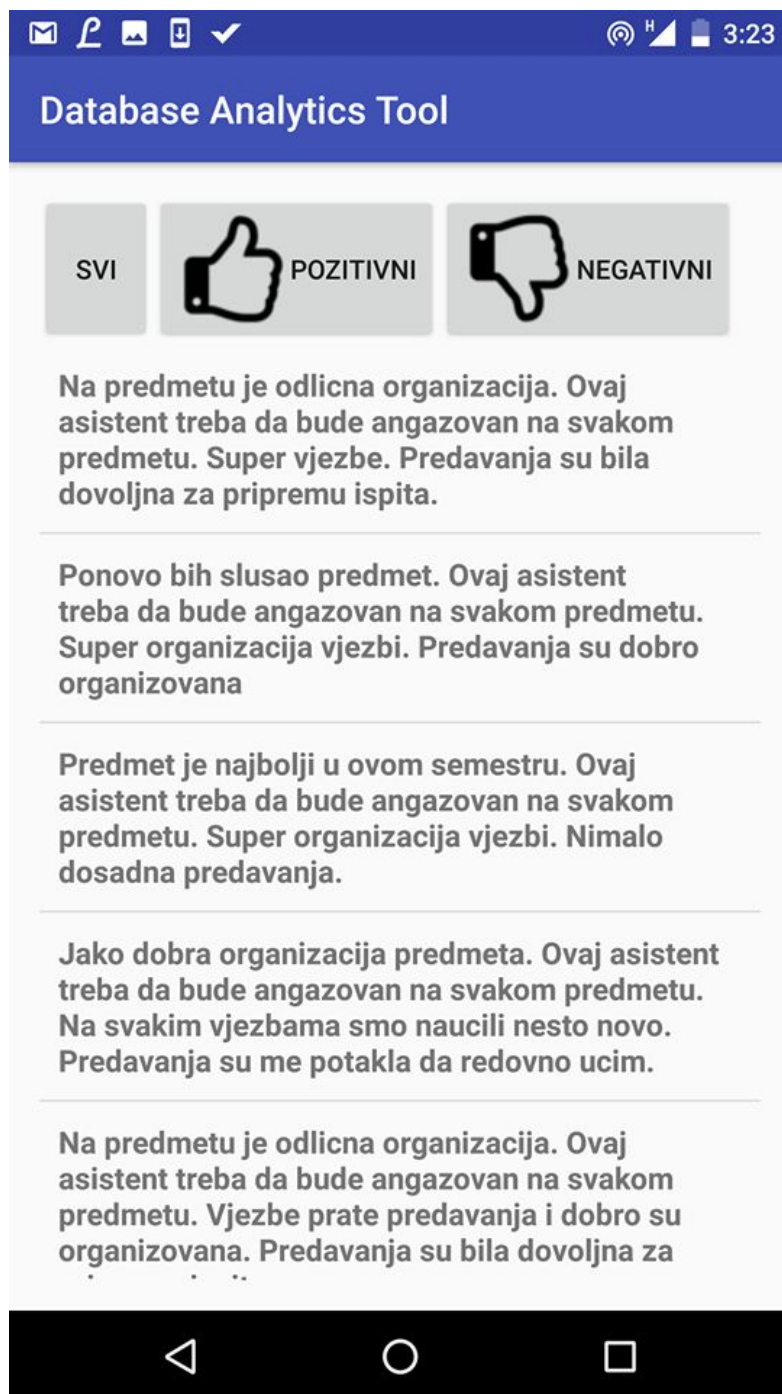 3:23
Database Analytics Tool
SVI
POZITIVNI
NEGATIVNI
Na predmetu je odlicna organizacija. Ovaj
asistent treba da bude angazovan na svakom
predmetu. Super vjezbe. Predavanja su bila
dovoljna za pripremu ispita.
Ponovo bih slusao predmet. Ovaj asistent
treba da bude angazovan na svakom predmetu.
Super organizacija vjezbi. Predavanja su dobro
organizovana
Predmet je najbolji u ovom semestru. Ovaj
asistent treba da bude angazovan na svakom
predmetu. Super organizacija vjezbi. Nimalo
dosadna predavanja.
Jako dobra organizacija predmeta. Ovaj asistent
treba da bude angazovan na svakom predmetu.
Na svakim vjezbama smo naucili nesto novo.
Predavanja su me potakla da redovno ucim.
Na predmetu je odlicna organizacija. Ovaj
asistent treba da bude angazovan na svakom
predmetu. Vjezbe prate predavanja i dobro su
organizovana. Predavanja su bila dovoljna za